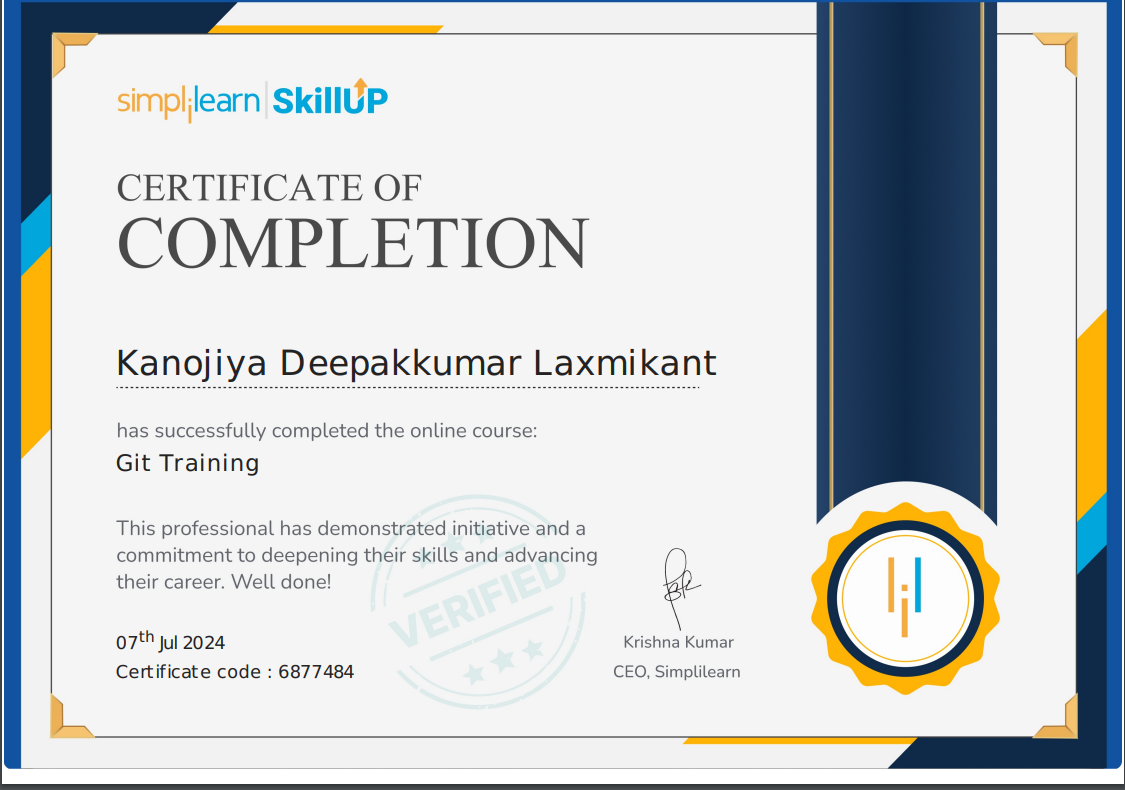 simplilearn | SkillUP
CERTIFICATE OF
COMPLETION
Kanojiya Deepakkumar Laxmikant
has successfully completed the online course:
Git Training
This professional has demonstrated initiative and a
commitment to deepening their skills and advancing
their career. Well done!
VERIFIED
07th Jul 2024
Certificate code : 6877484
Krishna Kumar
CEO, Simplilearn